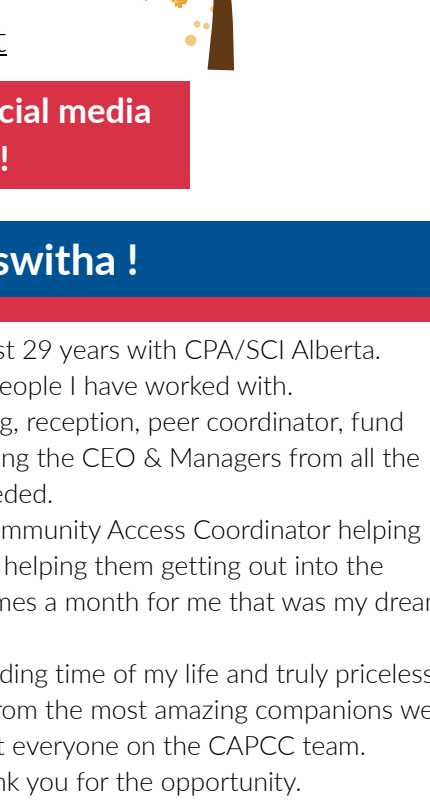 t
cial media
!
switha !
st 29 years with CPA/SCI Alberta.
eople I have worked with.
g, reception, peer coordinator, fund
ng the CEO & Managers from all the
eded.
mmunity Access Coordinator helping
helping them getting out into the
mes a month for me that was my drea
ding time of my life and truly priceless
rom the most amazing companions we
t everyone on the CAPCC team.
nk you for the opportunity.